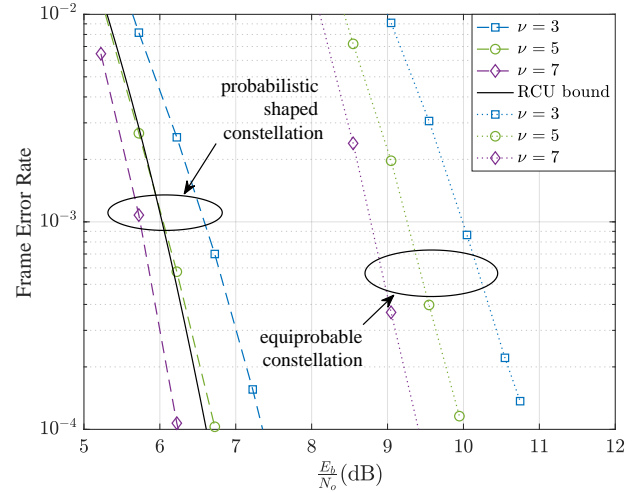 10^-2
10^-3
10^-4
Frame Error Rate
5 6 7 8 9 10 11 12
E_b/N_o (dB)
probabilistic
shaped
constellation
equiprobable
constellation
ν = 3
ν = 5
ν = 7
RCU bound
ν = 3
ν = 5
ν = 7